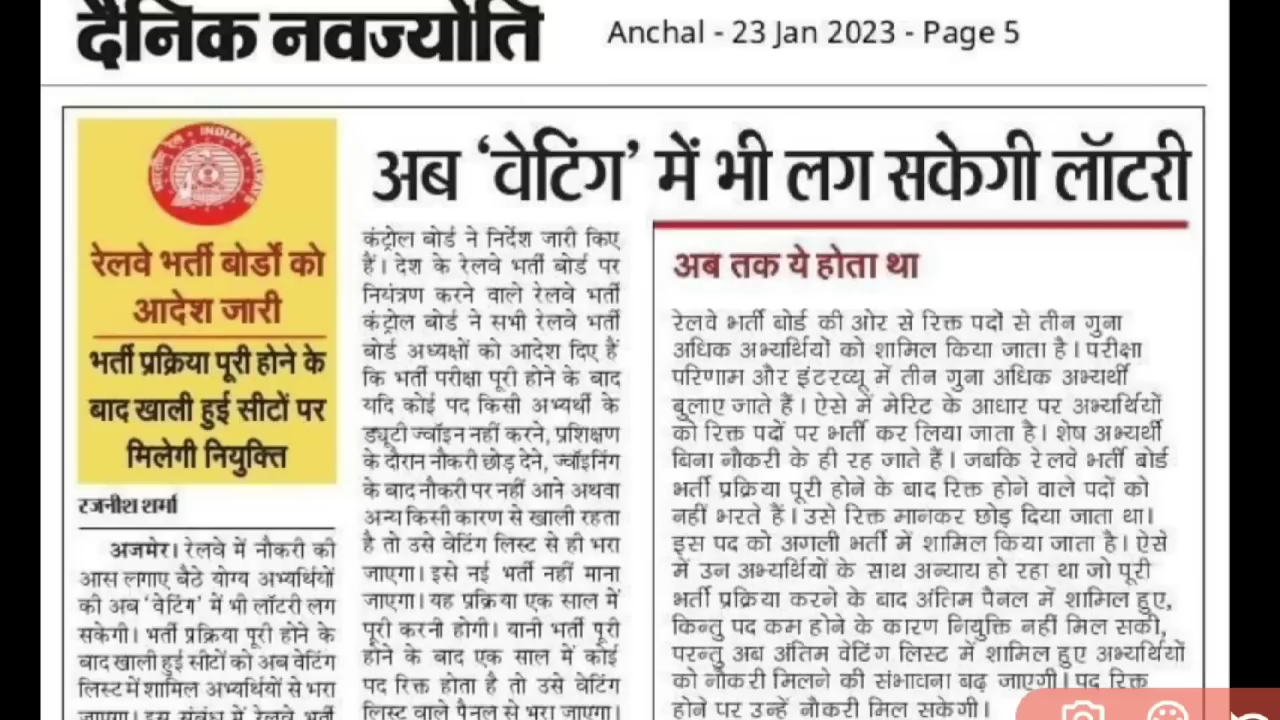 दैनिक नवज्योति
Anchal - 23 Jan 2023 - Page 5
अब ‘वेटिंग’ में भी लग सकेगी लॉटरी
रेलवे भर्ती बोर्डों को
आदेश जारी
भर्ती प्रक्रिया पूरी होने के
बाद खाली हुई सीटों पर
मिलेगी नियुक्ति
रजनीश शर्मा
अजमेर। रेलवे में नौकरी की
आस लगाए बैठे योग्य अभ्यर्थियों
की अब ‘वेटिंग’ में भी लॉटरी लग
सकेगी। भर्ती प्रक्रिया पूरी होने के
बाद खाली हुई सीटों को अब वेटिंग
लिस्ट में शामिल अभ्यर्थियों से भरा
जाएगा। इस संबंध में रेलवे भर्ती
कंट्रोल बोर्ड ने निर्देश जारी किए
हैं। देश के रेलवे भर्ती बोर्ड पर
नियंत्रण करने वाले रेलवे भर्ती
कंट्रोल बोर्ड ने सभी रेलवे भर्ती
बोर्ड अध्यक्षों को आदेश दिए हैं
कि भर्ती परीक्षा पूरी होने के बाद
यदि कोई पद किसी अभ्यर्थी के
ड्यूटी ज्वॉइन नहीं करने, प्रशिक्षण
के दौरान नौकरी छोड़ देने, ज्वॉइनिंग
के बाद नौकरी पर नहीं आने अथवा
अन्य किसी कारण से खाली रहता
है तो उसे वेटिंग लिस्ट से ही भरा
जाएगा। इसे नई भर्ती नहीं माना
जाएगा। यह प्रक्रिया एक साल में
पूरी करनी होगी। यानी भर्ती पूरी
होने के बाद एक साल में कोई
पद रिक्त होता है तो उसे वेटिंग
लिस्ट वाले पैनल से भरा जाएगा।
अब तक ये होता था
रेलवे भर्ती बोर्ड की ओर से रिक्त पदों से तीन गुना
अधिक अभ्यर्थियों को शामिल किया जाता है। परीक्षा
परिणाम और इंटरव्यू में तीन गुना अधिक अभ्यर्थी
बुलाए जाते हैं। ऐसे में मेरिट के आधार पर अभ्यर्थियों
को रिक्त पदों पर भर्ती कर लिया जाता है। शेष अभ्यर्थी
बिना नौकरी के ही रह जाते हैं। जबकि रेलवे भर्ती बोर्ड
भर्ती प्रक्रिया पूरी होने के बाद रिक्त होने वाले पदों को
नहीं भरते हैं। उसे रिक्त मानकर छोड़ दिया जाता था।
इस पद को अगली भर्ती में शामिल किया जाता है। ऐसे
में उन अभ्यर्थियों के साथ अन्याय हो रहा था जो पूरी
भर्ती प्रक्रिया करने के बाद अंतिम पैनल में शामिल हुए,
किन्तु पद कम होने के कारण नियुक्ति नहीं मिल सकी,
परन्तु अब अंतिम वेटिंग लिस्ट में शामिल हुए अभ्यर्थियों
को नौकरी मिलने की संभावना बढ़ जाएगी। पद रिक्त
होने पर उन्हें नौकरी मिल सकेगी।